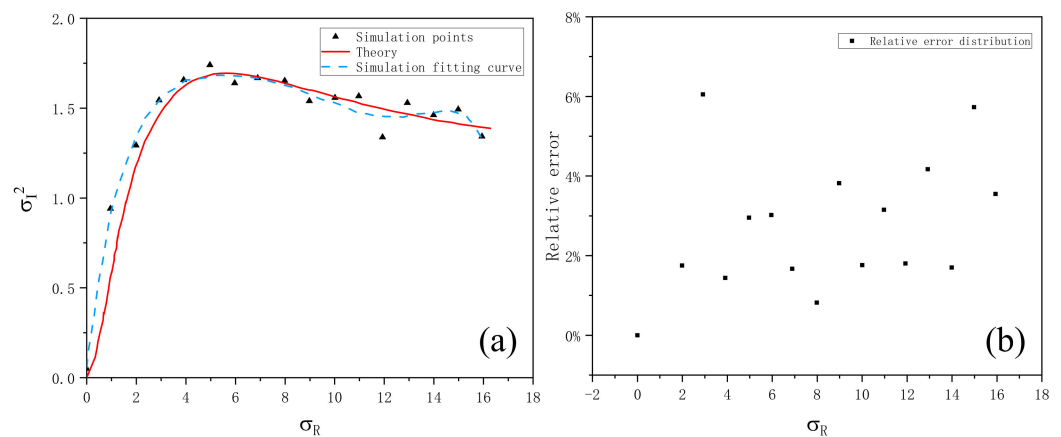 2.0
1.5
1.0
0.5
0.0
σ_I^2
0 2 4 6 8 10 12 14 16 18
σ_R
Simulation points
Theory
Simulation fitting curve
(a)
8%
6%
4%
2%
0%
Relative error
-2 0 2 4 6 8 10 12 14 16 18
σ_R
Relative error distribution
(b)